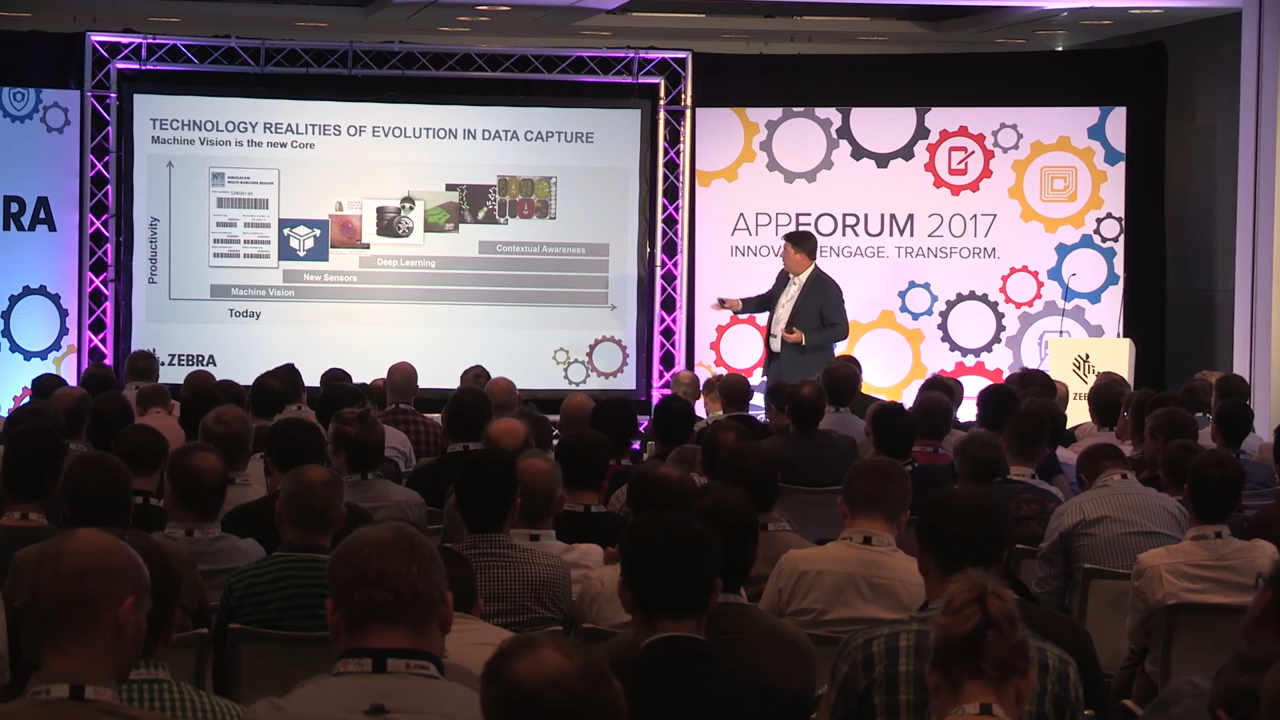 RA
TECHNOLOGY REALITIES OF EVOLUTION IN DATA CAPTURE
Machine Vision is the new Core
Productivity
Contextual Awareness
Deep Learning
New Sensors
Machine Vision
Today
ZEBRA
APPFORUM 2017
ENGAGE. TRANSFORM.
ZE